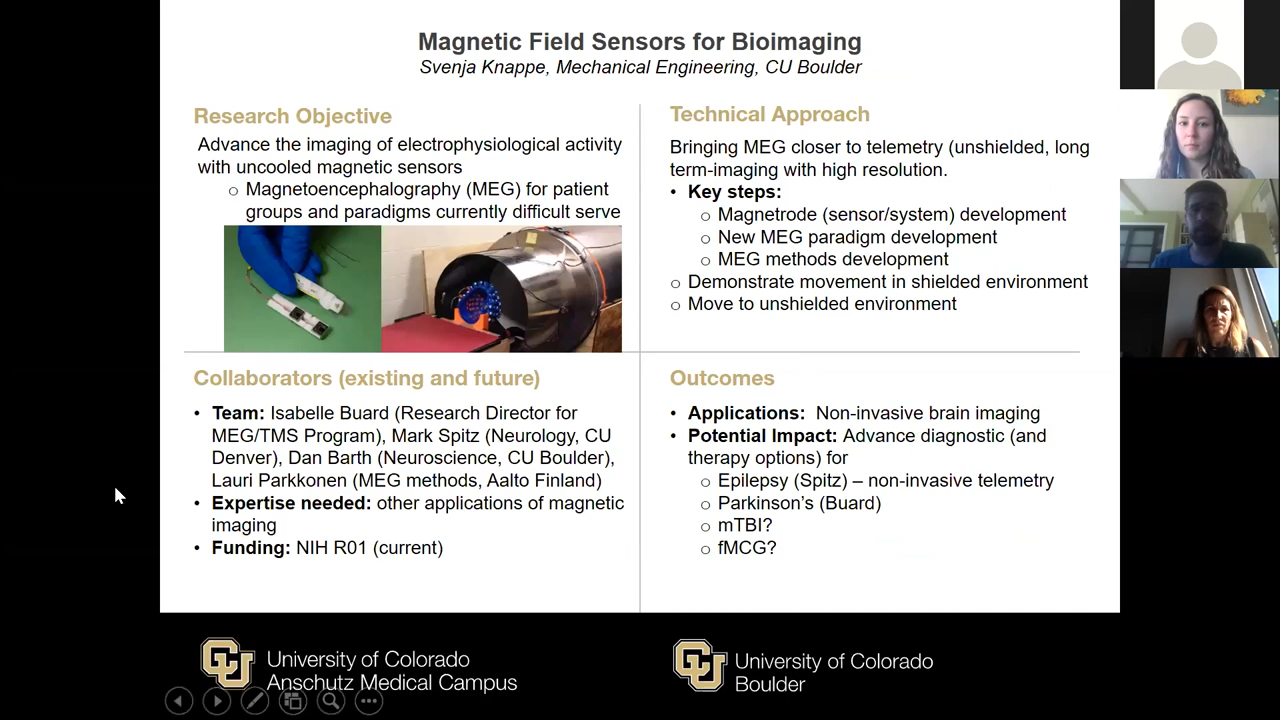 Magnetic Field Sensors for Bioimaging
Svenja Knappe, Mechanical Engineering, CU Boulder
Research Objective
Advance the imaging of electrophysiological activity
with uncooled magnetic sensors
o Magnetoencephalography (MEG) for patient
groups and paradigms currently difficult serve
Technical Approach
Bringing MEG closer to telemetry (unshielded, long
term-imaging with high resolution.
• Key steps:
o Magnetrode (sensor/system) development
o New MEG paradigm development
o MEG methods development
o Demonstrate movement in shielded environment
o Move to unshielded environment
Collaborators (existing and future)
• Team: Isabelle Buard (Research Director for
MEG/TMS Program), Mark Spitz (Neurology, CU
Denver), Dan Barth (Neuroscience, CU Boulder),
Lauri Parkkonen (MEG methods, Aalto Finland)
• Expertise needed: other applications of magnetic
imaging
• Funding: NIH R01 (current)
Outcomes
• Applications: Non-invasive brain imaging
• Potential Impact: Advance diagnostic (and
therapy options) for
o Epilepsy (Spitz) – non-invasive telemetry
o Parkinson's (Buard)
o mTBI?
o fMCG?
CU
University of Colorado
Anschutz Medical Campus
CU
University of Colorado
Boulder